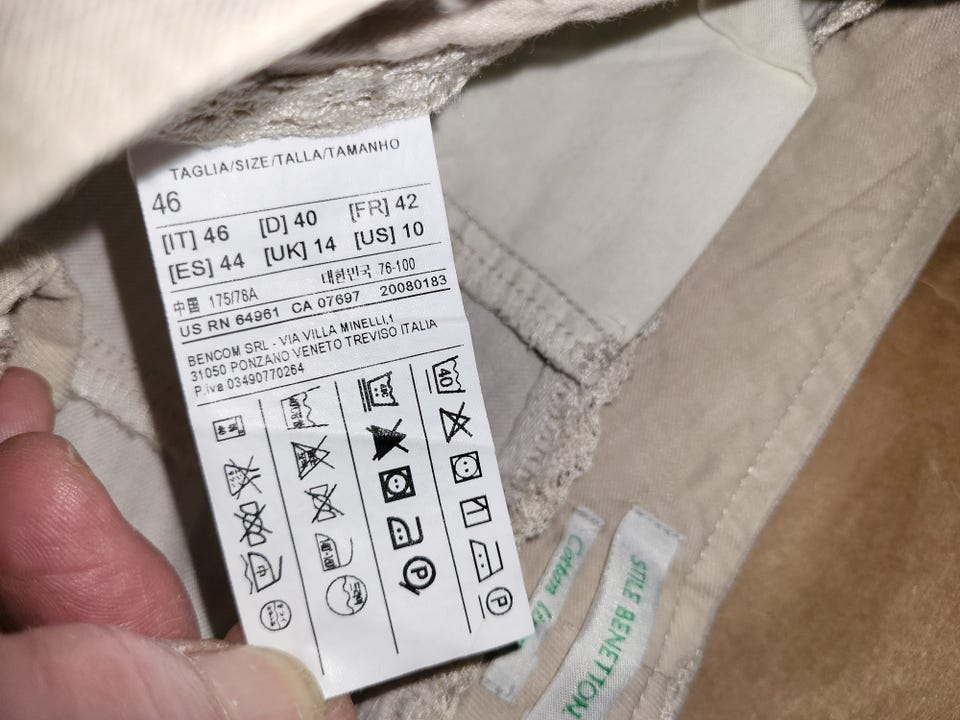 TAGLIA/SIZE/TALLA/TAMANHO
46
[IT] 46 [D] 40 [FR] 42
[ES] 44 [UK] 14 [US] 10
中国 175/78A 대한민국 76-100
US RN 64961 CA 07697 20080183
BENCOM SRL - VIA VILLA MINELLI,1
31050 PONZANO VENETO TREVISO ITALIA
P.iva 03490770264
40
P
P
中
STILE BENETTON
Cotton